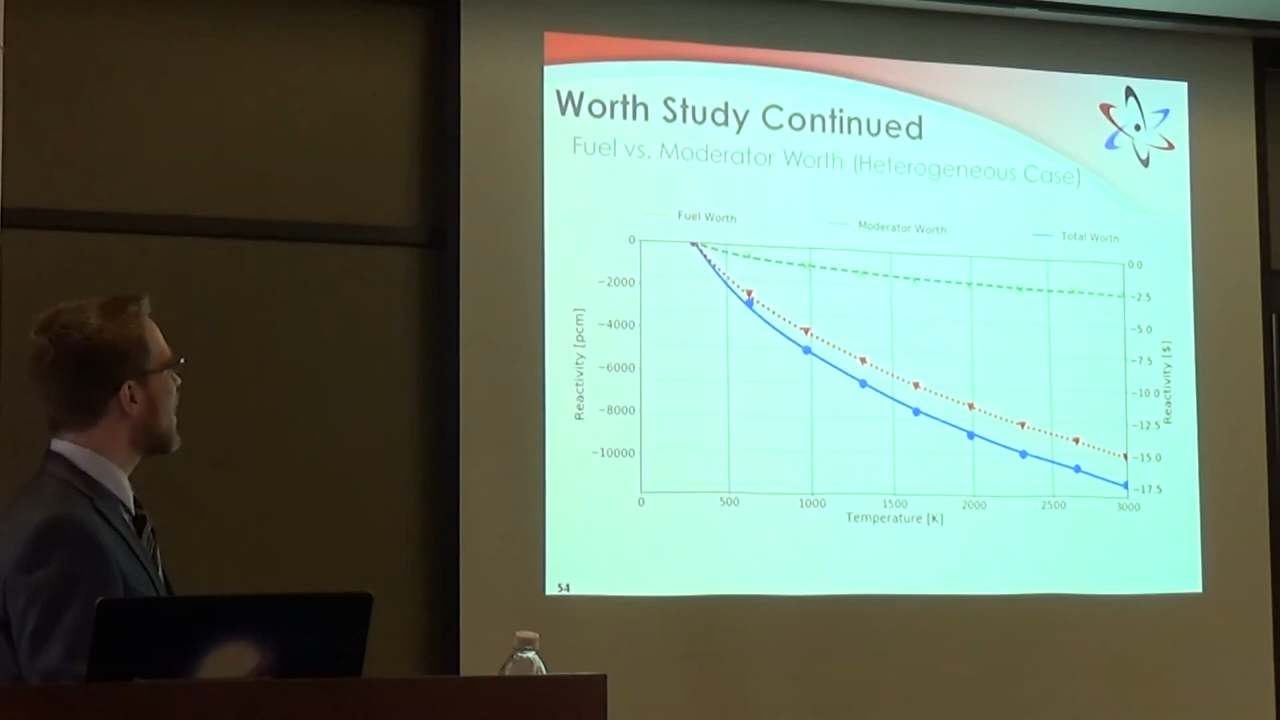 Worth Study Continued
Fuel vs. Moderator Worth (Heterogeneous Case)
Fuel Worth Moderator Worth Total Worth
0
−2000
−4000
−6000
−8000
−10000
Reactivity [pcm]
0.0
−2.5
−5.0
−7.5
−10.0
−12.5
−15.0
−17.5
Reactivity [$]
0 500 1000 1500 2000 2500 3000
Temperature [K]
54